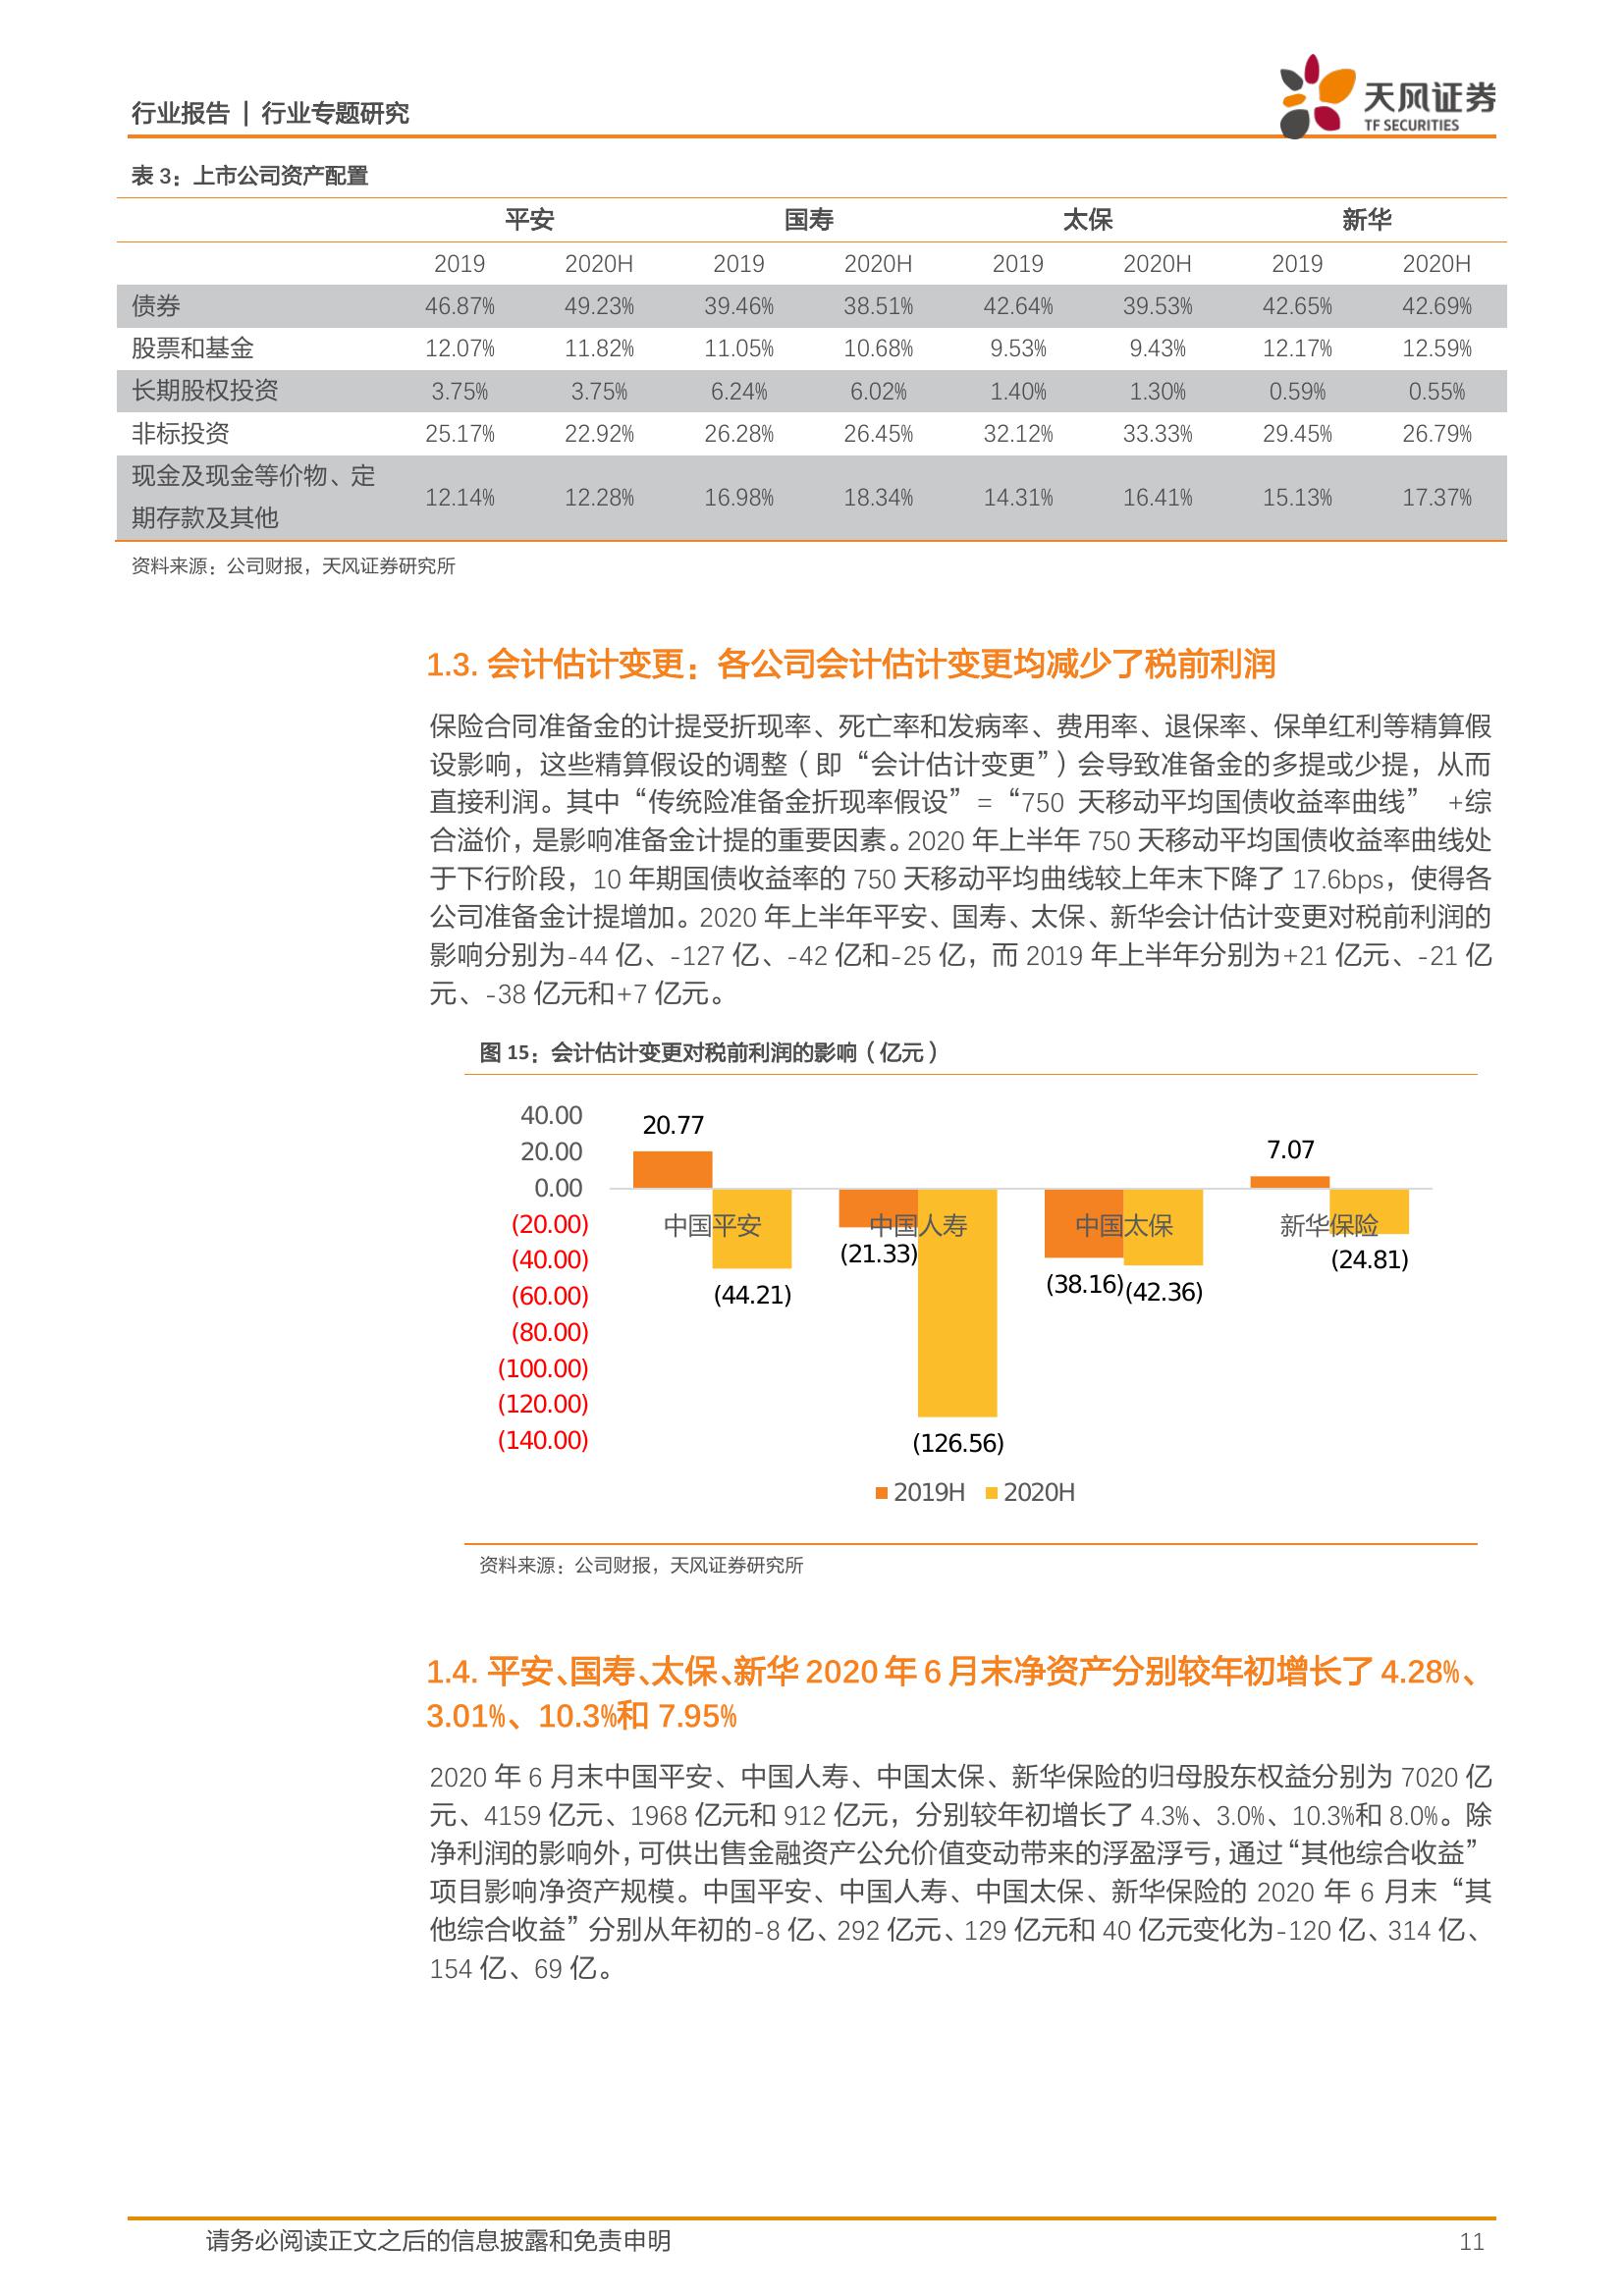 行业报告 | 行业专题研究
天风证券
TF SECURITIES
表 3：上市公司资产配置
平安 国寿 太保 新华
2019 2020H 2019 2020H 2019 2020H 2019 2020H
债券 46.87% 49.23% 39.46% 38.51% 42.64% 39.53% 42.65% 42.69%
股票和基金 12.07% 11.82% 11.05% 10.68% 9.53% 9.43% 12.17% 12.59%
长期股权投资 3.75% 3.75% 6.24% 6.02% 1.40% 1.30% 0.59% 0.55%
非标投资 25.17% 22.92% 26.28% 26.45% 32.12% 33.33% 29.45% 26.79%
现金及现金等价物、定
期存款及其他 12.14% 12.28% 16.98% 18.34% 14.31% 16.41% 15.13% 17.37%
资料来源：公司财报，天风证券研究所
1.3. 会计估计变更：各公司会计估计变更均减少了税前利润
保险合同准备金的计提受折现率、死亡率和发病率、费用率、退保率、保单红利等精算假
设影响，这些精算假设的调整（即“会计估计变更”）会导致准备金的多提或少提，从而
直接利润。其中“传统险准备金折现率假设”=“750 天移动平均国债收益率曲线” +综
合溢价，是影响准备金计提的重要因素。2020 年上半年 750 天移动平均国债收益率曲线处
于下行阶段，10 年期国债收益率的 750 天移动平均曲线较上年末下降了 17.6bps，使得各
公司准备金计提增加。2020 年上半年平安、国寿、太保、新华会计估计变更对税前利润的
影响分别为-44 亿、-127 亿、-42 亿和-25 亿，而 2019 年上半年分别为+21 亿元、-21 亿
元、-38 亿元和+7 亿元。
图 15：会计估计变更对税前利润的影响（亿元）
40.00
20.00
0.00
(20.00)
(40.00)
(60.00)
(80.00)
(100.00)
(120.00)
(140.00)
20.77
(44.21)
(21.33)
(126.56)
(38.16)
(42.36)
7.07
(24.81)
中国平安 中国人寿 中国太保 新华保险
2019H 2020H
资料来源：公司财报，天风证券研究所
1.4. 平安、国寿、太保、新华 2020 年 6 月末净资产分别较年初增长了 4.28%、
3.01%、10.3%和 7.95%
2020 年 6 月末中国平安、中国人寿、中国太保、新华保险的归母股东权益分别为 7020 亿
元、4159 亿元、1968 亿元和 912 亿元，分别较年初增长了 4.3%、3.0%、10.3%和 8.0%。除
净利润的影响外，可供出售金融资产公允价值变动带来的浮盈浮亏，通过“其他综合收益”
项目影响净资产规模。中国平安、中国人寿、中国太保、新华保险的 2020 年 6 月末“其
他综合收益”分别从年初的-8 亿、292 亿元、129 亿元和 40 亿元变化为-120 亿、314 亿、
154 亿、69 亿。
请务必阅读正文之后的信息披露和免责申明
11